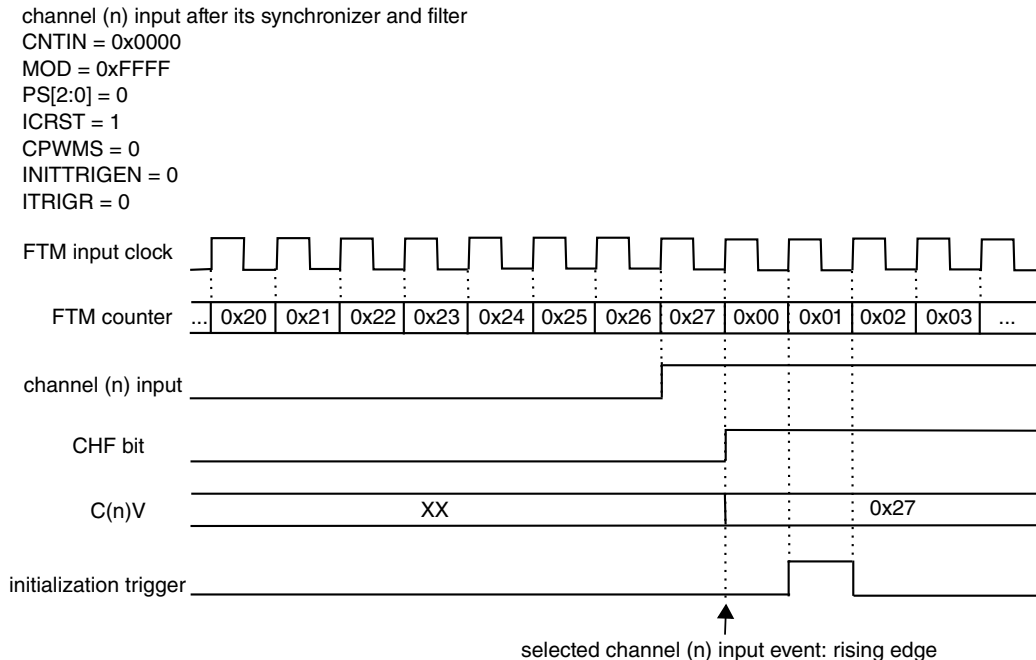 channel (n) input after its synchronizer and filter
CNTIN = 0x0000
MOD = 0xFFFF
PS[2:0] = 0
ICRST = 1
CPWMS = 0
INITTRIGEN = 0
ITRIGR = 0
FTM input clock
FTM counter ... 0x20 0x21 0x22 0x23 0x24 0x25 0x26 0x27 0x00 0x01 0x02 0x03 ...
channel (n) input
CHF bit
C(n)V XX 0x27
initialization trigger
selected channel (n) input event: rising edge